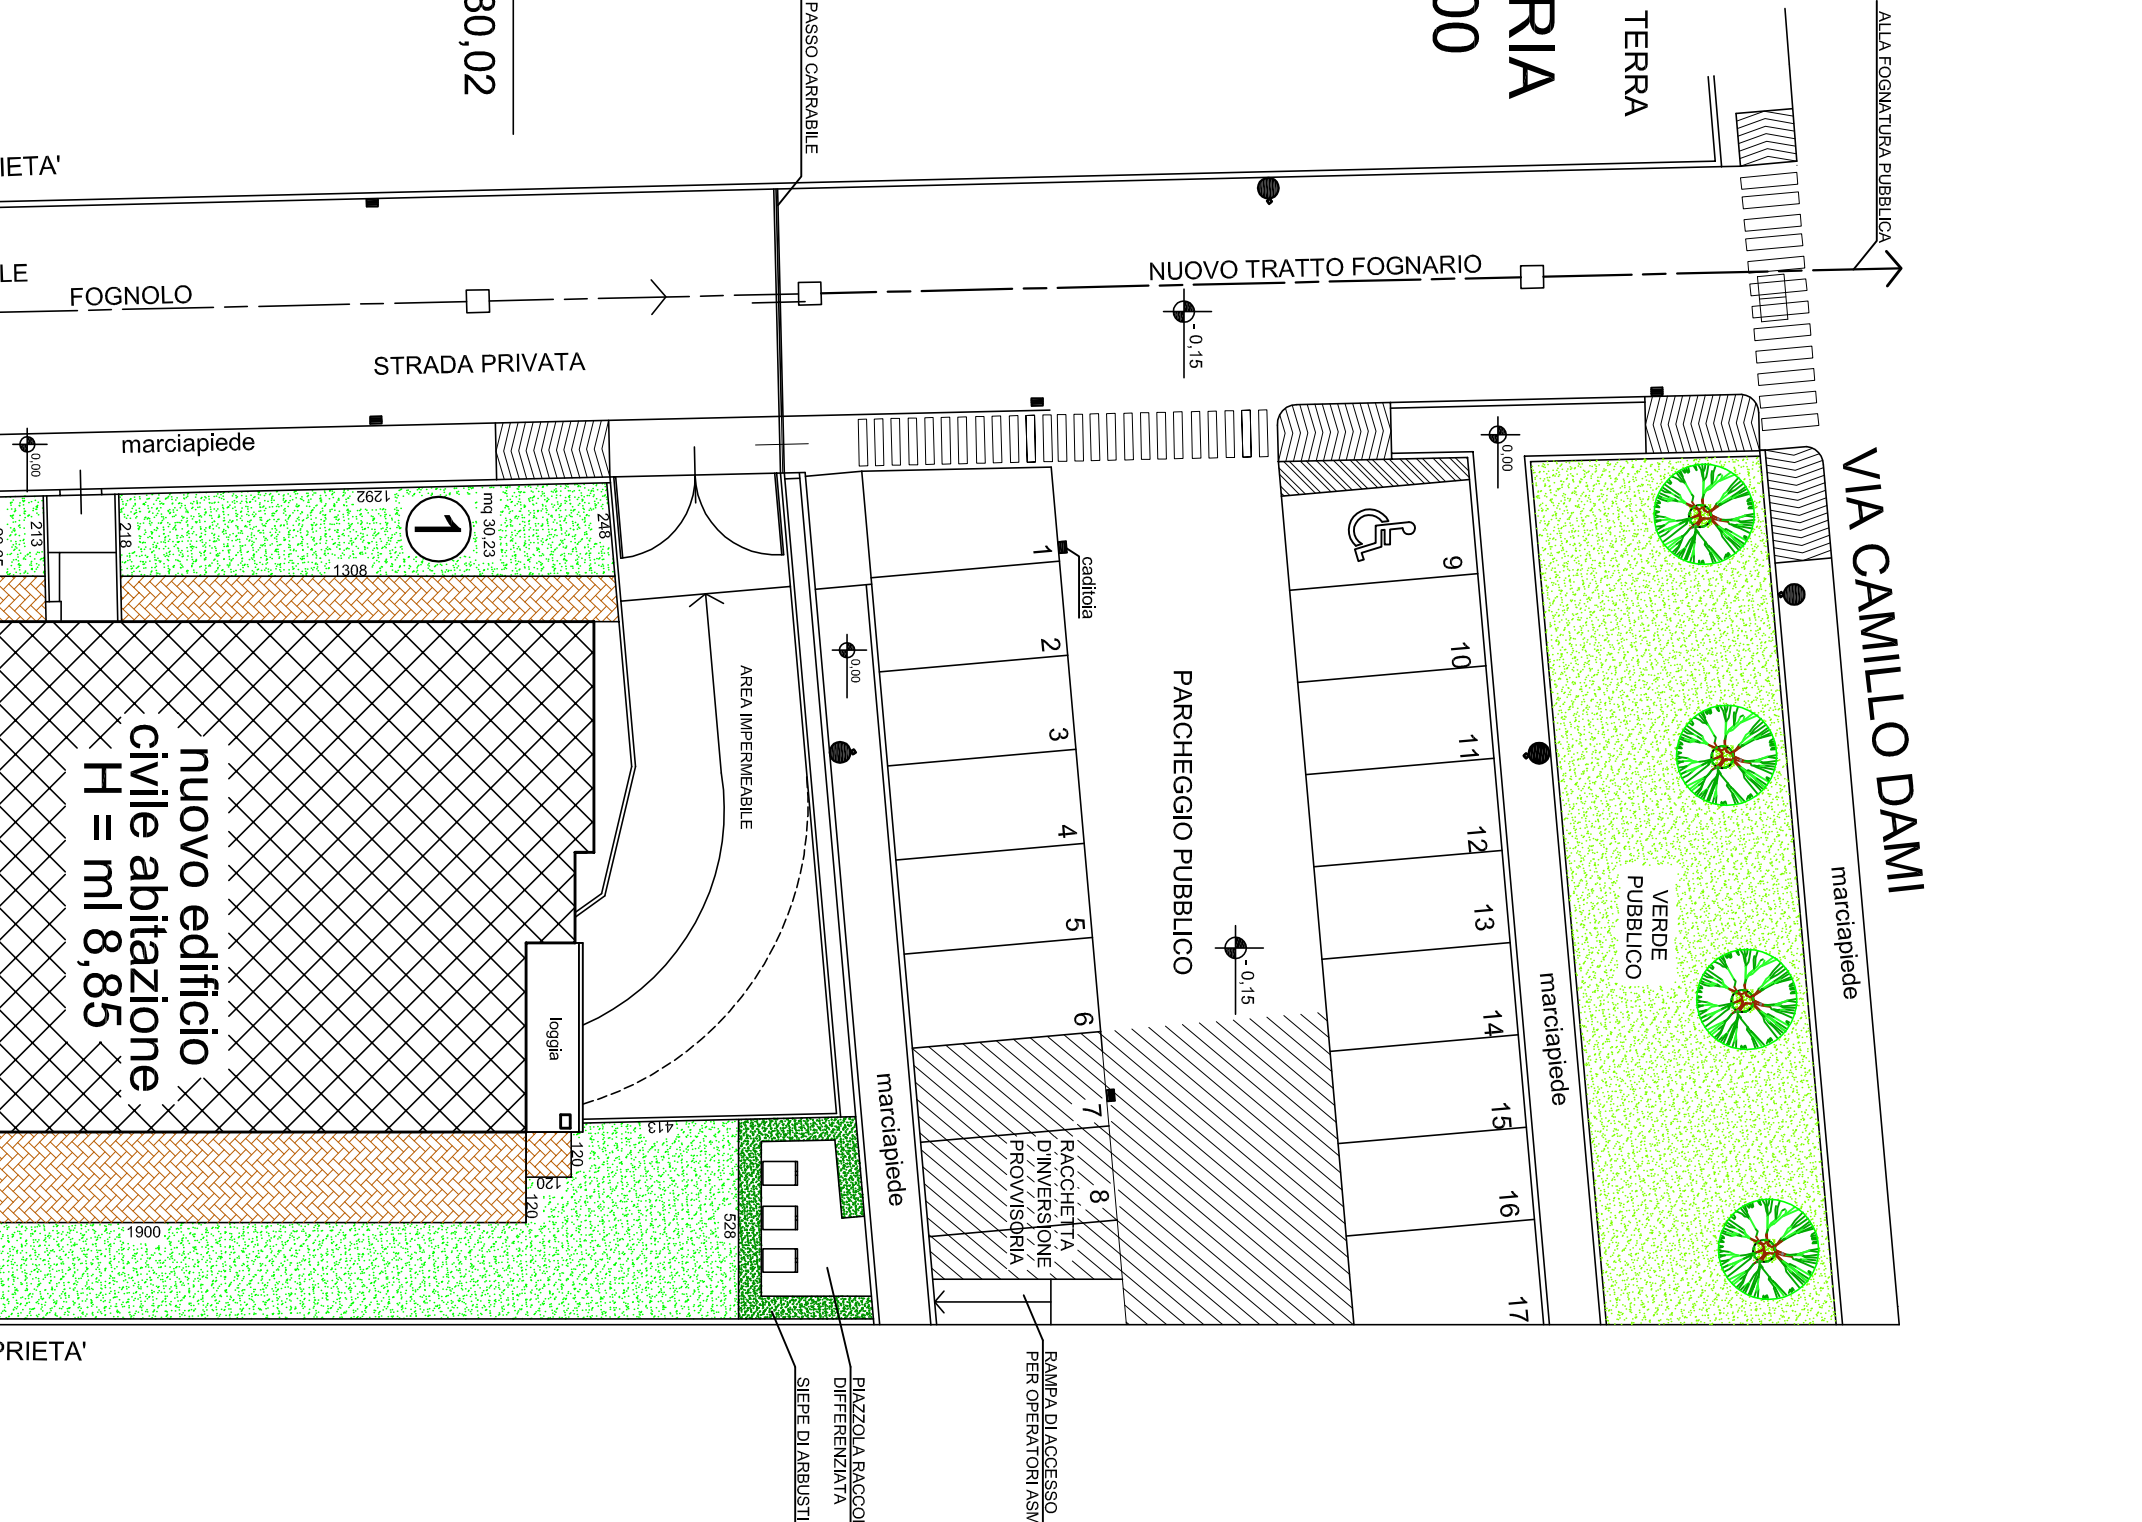 RIA
00
TERRA
30,02
PASSO CARRABILE
ALLA FOGNATURA PUBBLICA
IETA'
LE
FOGNOLO
NUOVO TRATTO FOGNARIO
- 0,15
STRADA PRIVATA
marciapiede
0,00
0,00
VIA CAMILLO DAMI
1292
1
mq 30,23
248
213
218
1308
caditoia
1
2
3
4
5
6
7
8
9
10
11
12
13
14
15
16
17
0,00
AREA IMPERMEABILE
PARCHEGGIO PUBBLICO
- 0,15
VERDE
PUBBLICO
marciapiede
marciapiede
marciapiede
nuovo edificio
civile abitazione
H = ml 8,85
loggia
413
120
120
120
528
1900
RACCHETTA
D'INVERSIONE
PROVVISORIA
PRIETA'
RAMPA DI ACCESSO
PER OPERATORI ASM
PIAZZOLA RACCOL
DIFFERENZIATA
SIEPE DI ARBUSTI